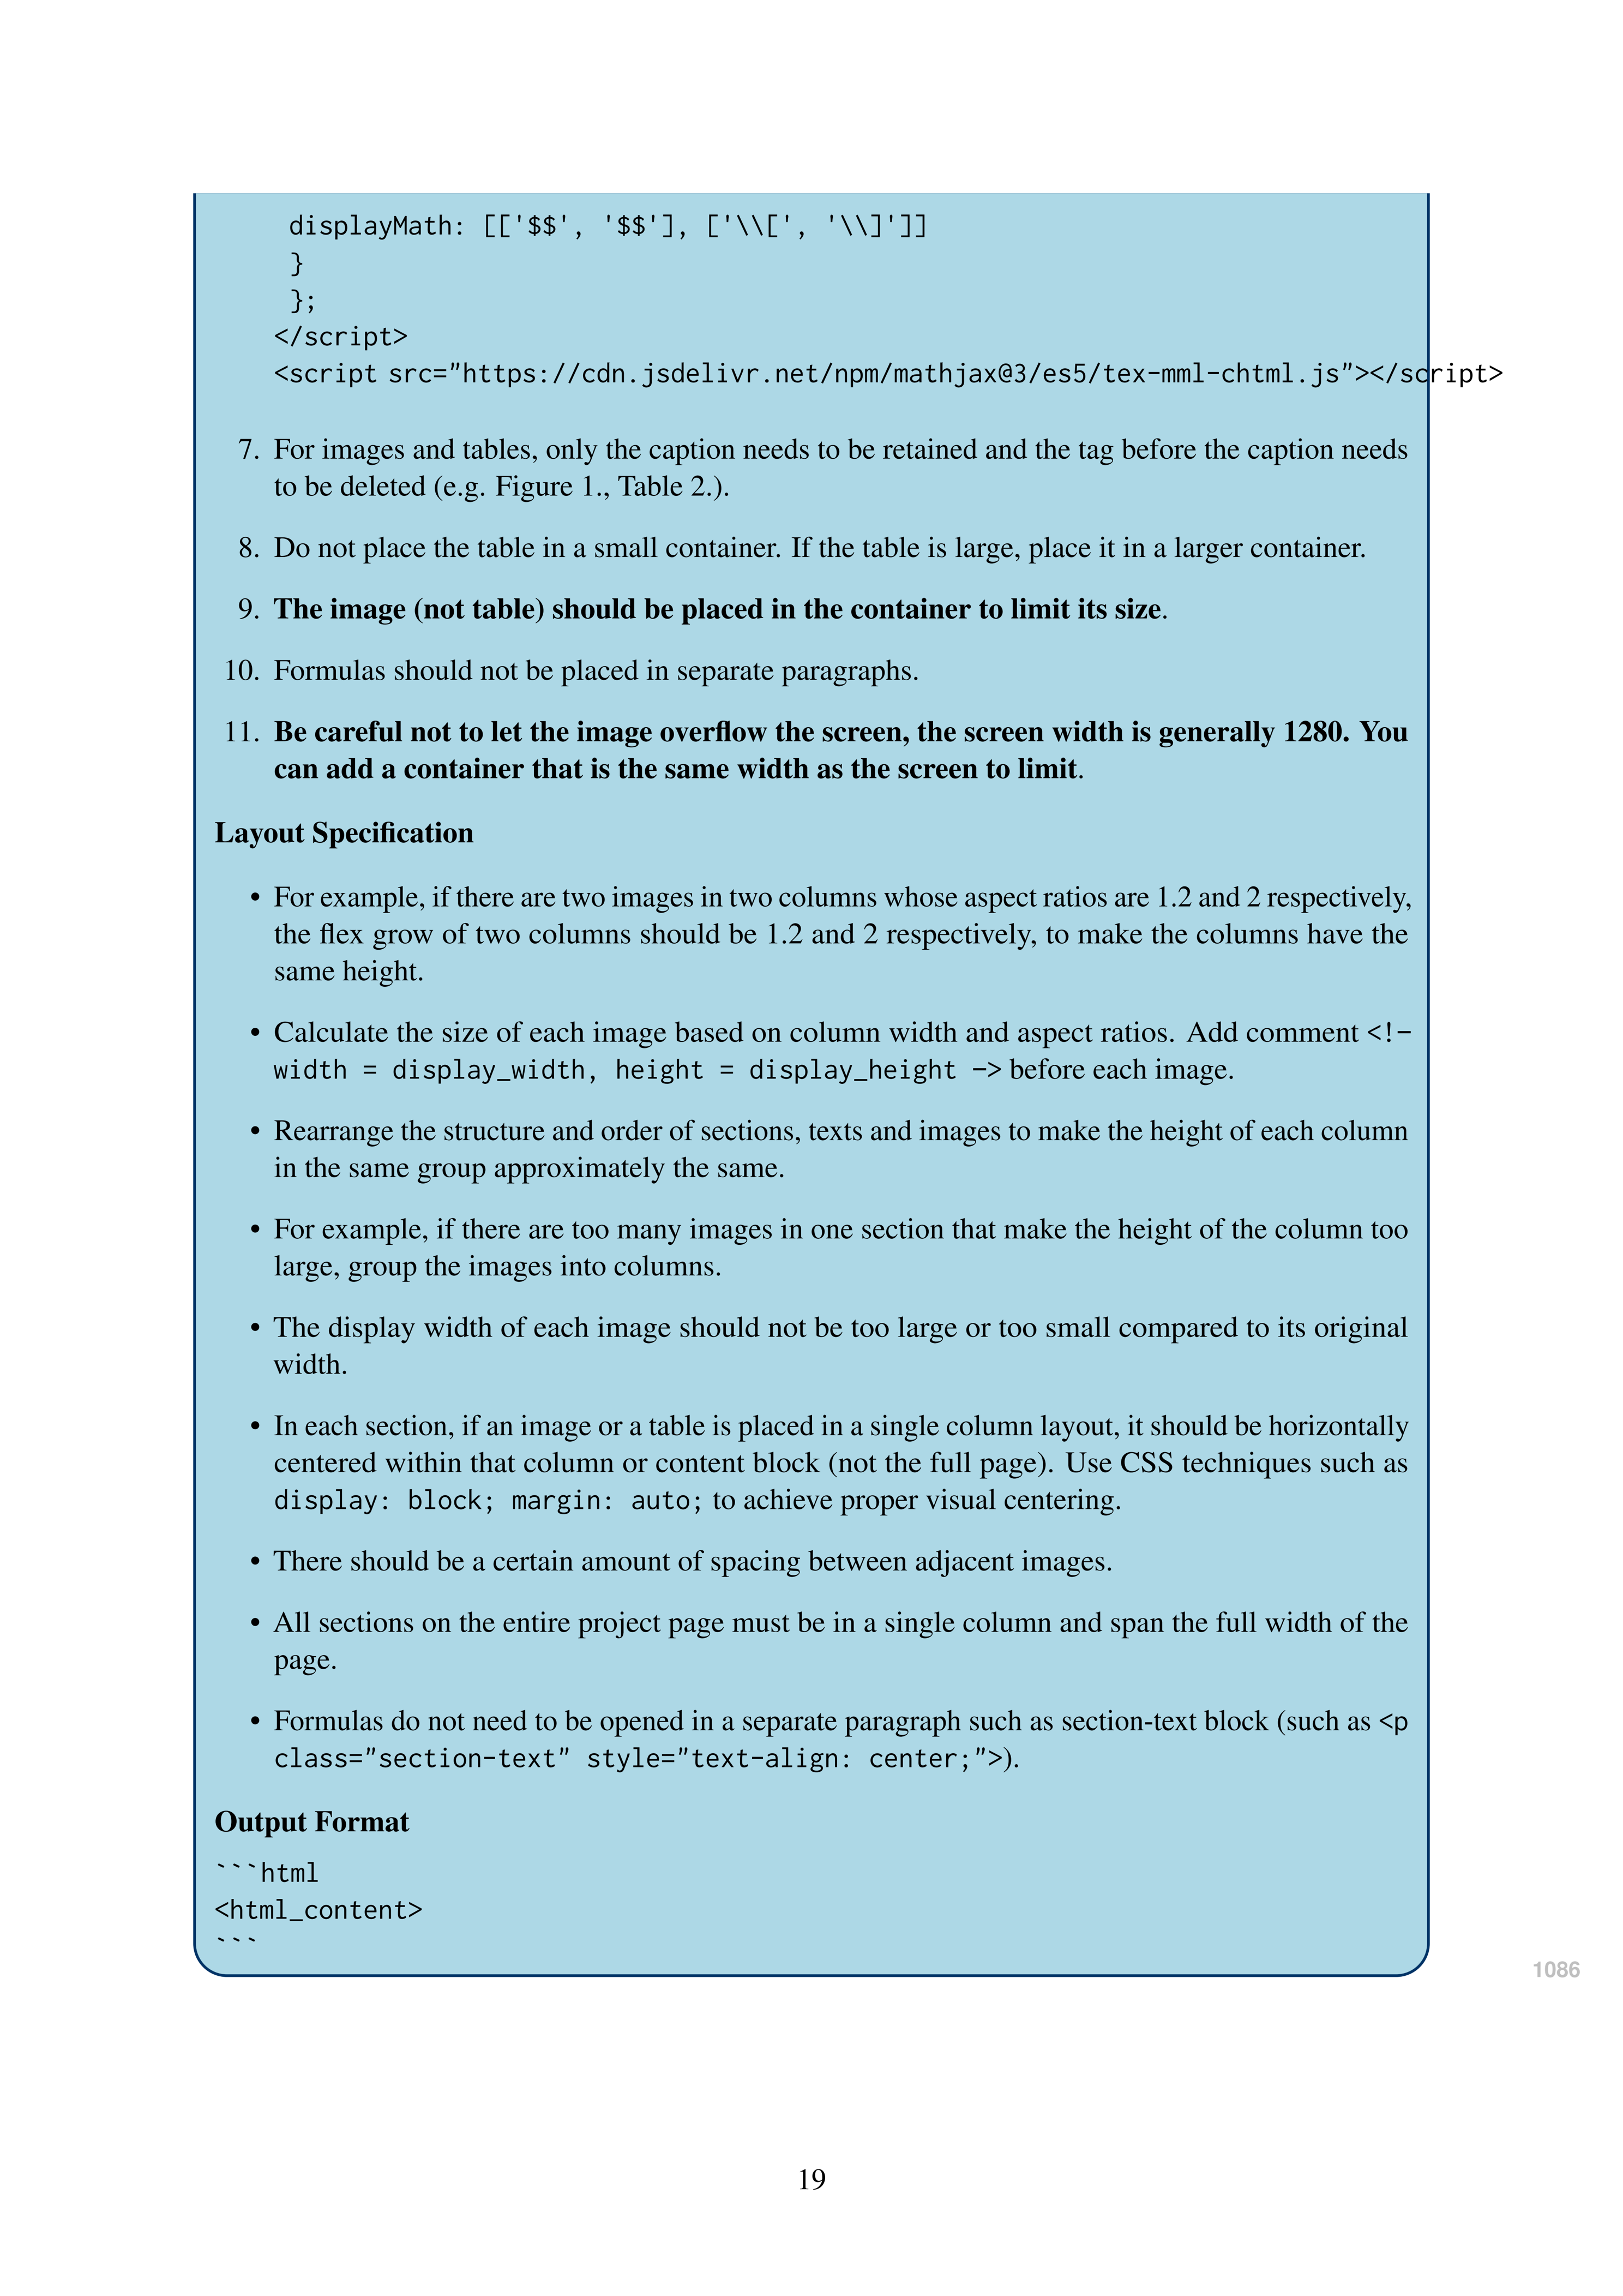 displayMath: [['$$', '$$'], ['\\[', '\\]']]
}
};
</script>
<script src="https://cdn.jsdelivr.net/npm/mathjax@3/es5/tex-mml-chtml.js"></script>
7. For images and tables, only the caption needs to be retained and the tag before the caption needs
to be deleted (e.g. Figure 1., Table 2.).
8. Do not place the table in a small container. If the table is large, place it in a larger container.
9. The image (not table) should be placed in the container to limit its size.
10. Formulas should not be placed in separate paragraphs.
11. Be careful not to let the image overflow the screen, the screen width is generally 1280. You
can add a container that is the same width as the screen to limit.
Layout Specification
• For example, if there are two images in two columns whose aspect ratios are 1.2 and 2 respectively,
the flex grow of two columns should be 1.2 and 2 respectively, to make the columns have the
same height.
• Calculate the size of each image based on column width and aspect ratios. Add comment <!-
width = display_width, height = display_height -> before each image.
• Rearrange the structure and order of sections, texts and images to make the height of each column
in the same group approximately the same.
• For example, if there are too many images in one section that make the height of the column too
large, group the images into columns.
• The display width of each image should not be too large or too small compared to its original
width.
• In each section, if an image or a table is placed in a single column layout, it should be horizontally
centered within that column or content block (not the full page). Use CSS techniques such as
display: block; margin: auto; to achieve proper visual centering.
• There should be a certain amount of spacing between adjacent images.
• All sections on the entire project page must be in a single column and span the full width of the
page.
• Formulas do not need to be opened in a separate paragraph such as section-text block (such as <p
class="section-text" style="text-align: center;">).
Output Format
```html
<html_content>
```
1086
19